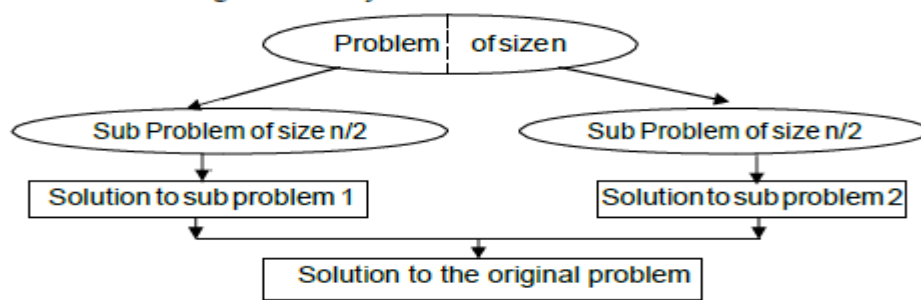 Problem of size n
Sub Problem of size n/2
Sub Problem of size n/2
Solution to sub problem 1
Solution to sub problem 2
Solution to the original problem